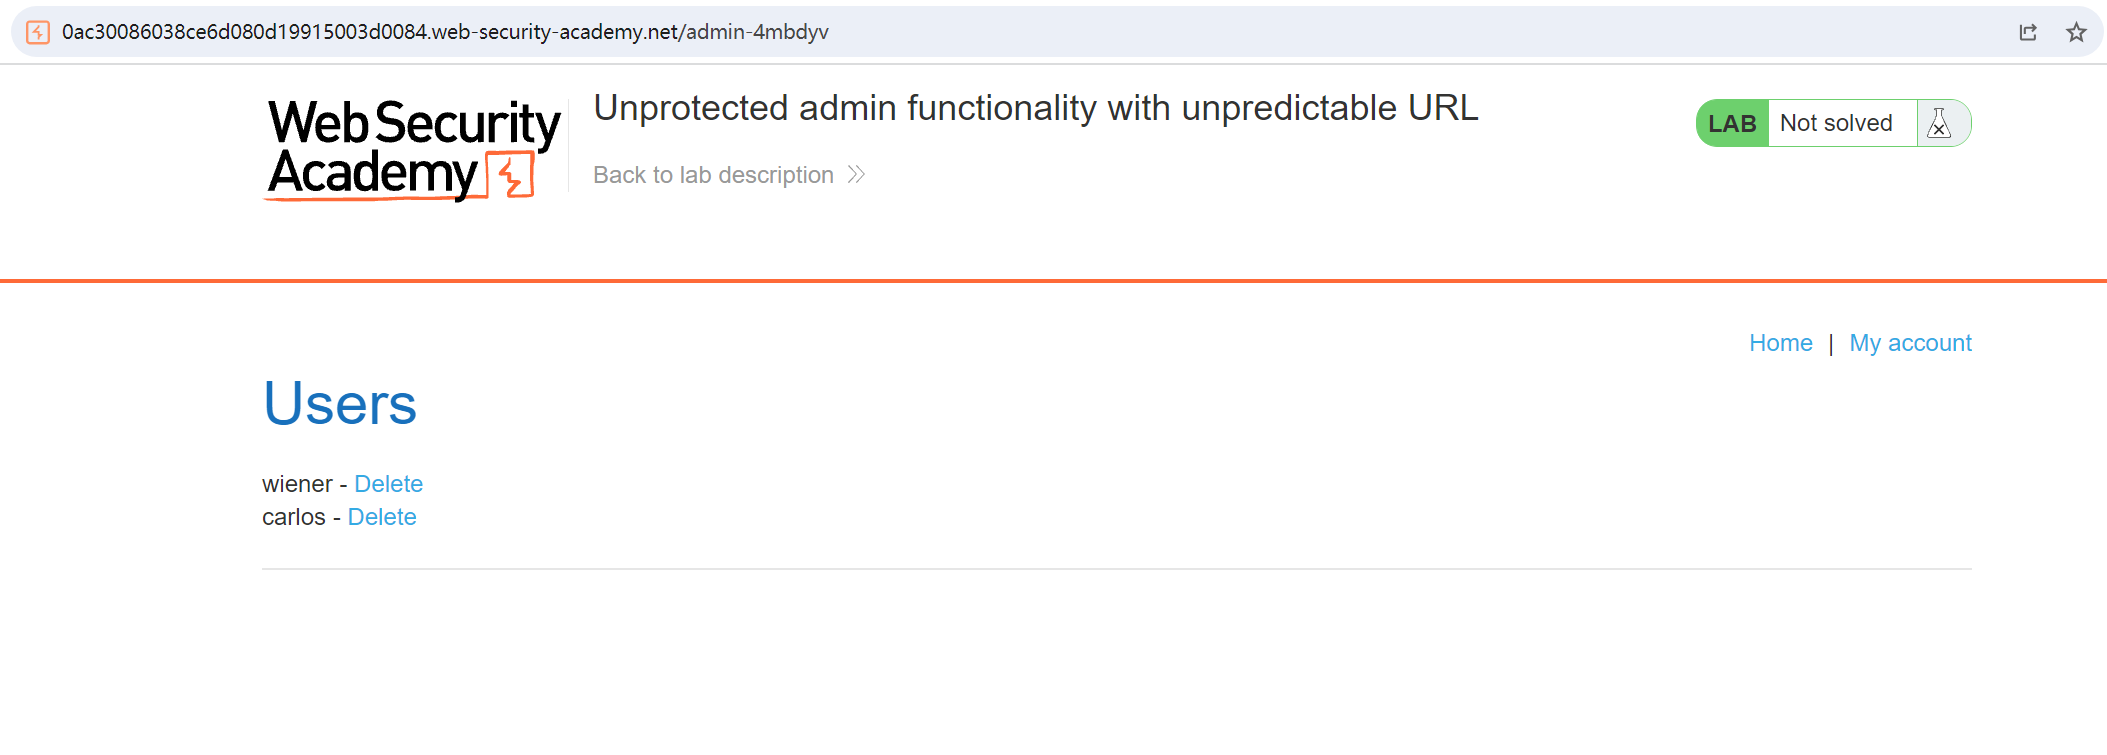 0ac30086038ce6d080d19915003d0084.web-security-academy.net/admin-4mbdyv
Web Security
Academy
Unprotected admin functionality with unpredictable URL
Back to lab description
LAB Not solved
Home | My account
Users
wiener - Delete
carlos - Delete